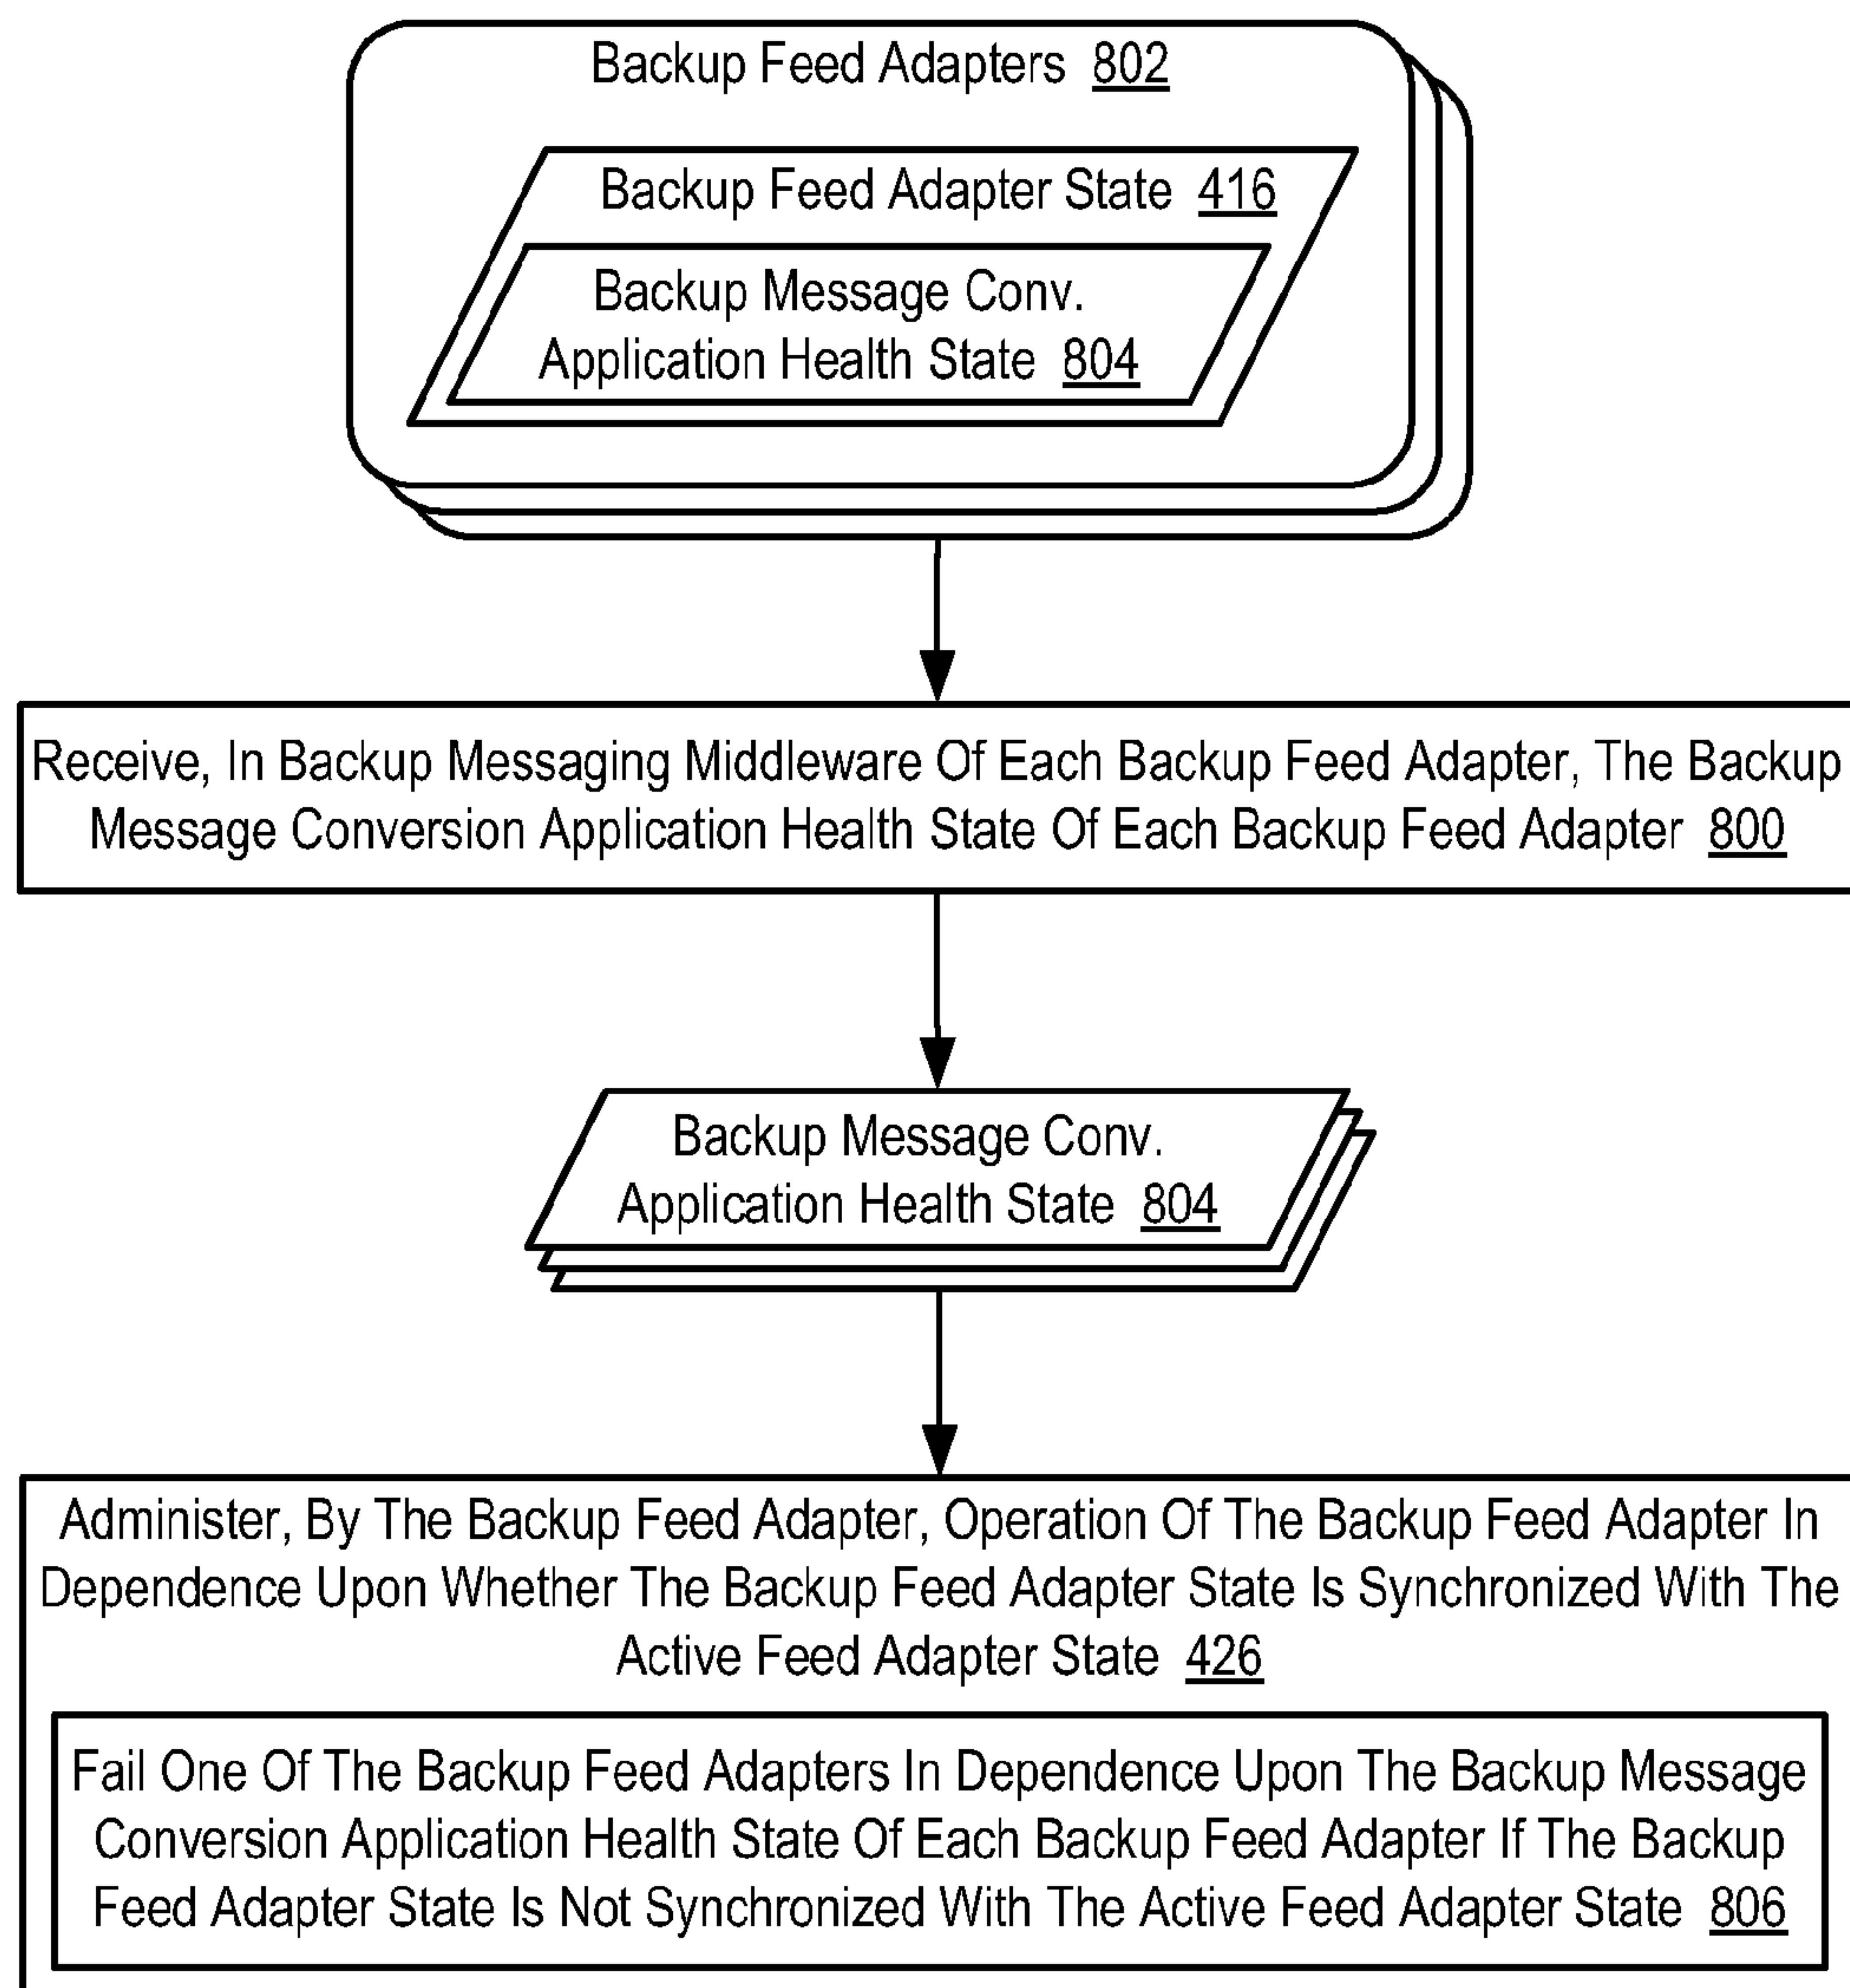 Backup Feed Adapters 802
Backup Feed Adapter State 416
Backup Message Conv.
Application Health State 804
Receive, In Backup Messaging Middleware Of Each Backup Feed Adapter, The Backup
Message Conversion Application Health State Of Each Backup Feed Adapter 800
Backup Message Conv.
Application Health State 804
Administer, By The Backup Feed Adapter, Operation Of The Backup Feed Adapter In
Dependence Upon Whether The Backup Feed Adapter State Is Synchronized With The
Active Feed Adapter State 426
Fail One Of The Backup Feed Adapters In Dependence Upon The Backup Message
Conversion Application Health State Of Each Backup Feed Adapter If The Backup
Feed Adapter State Is Not Synchronized With The Active Feed Adapter State 806